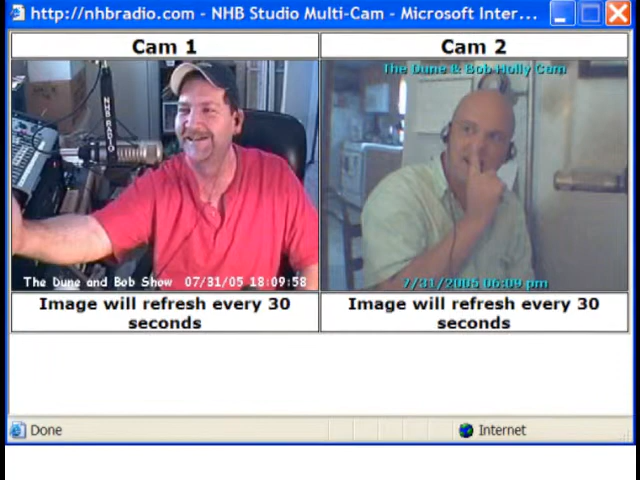 http://nhbradio.com - NHB Studio Multi-Cam - Microsoft Inter...
Cam 1
Cam 2
The Dune & Bob Holly Cam
NHB RADIO
The Dune and Bob Show 07/31/05 18:09:58
7/31/2005 06:09 pm
Image will refresh every 30
seconds
Image will refresh every 30
seconds
Done
Internet